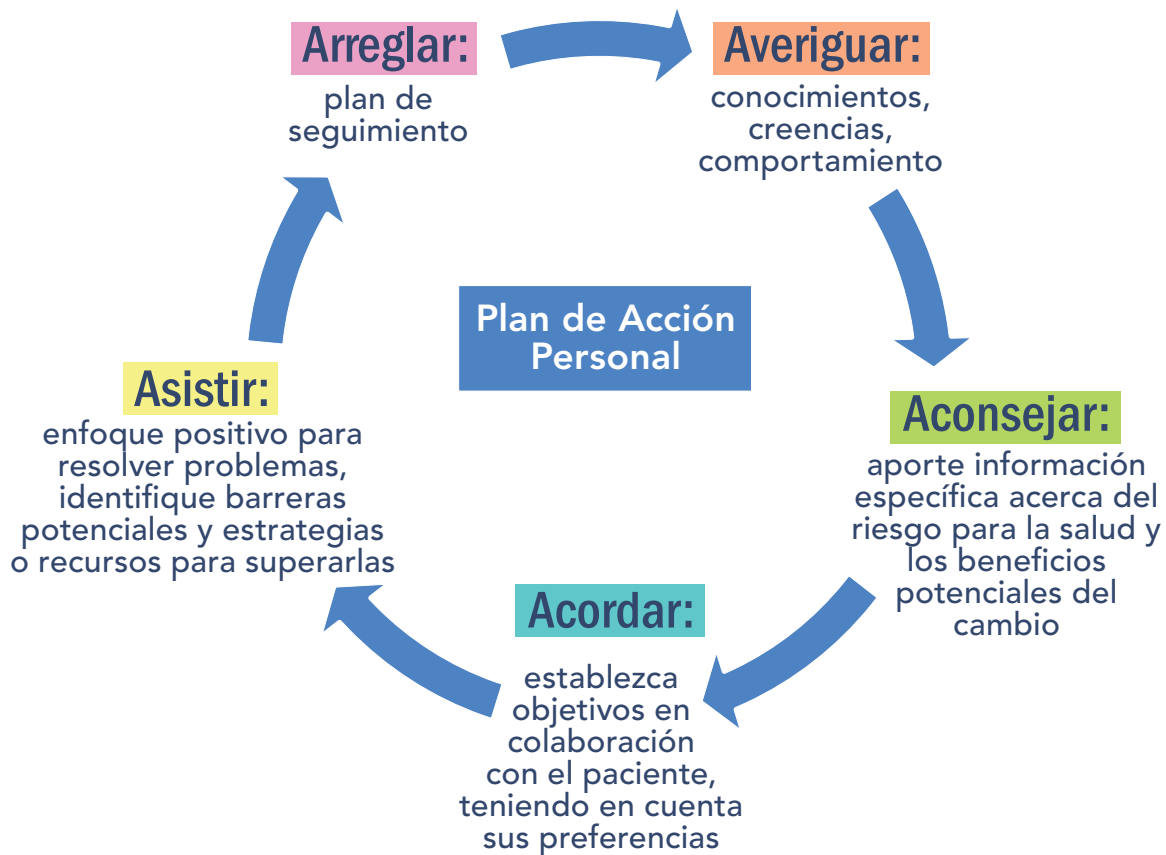 Arreglar:
plan de
seguimiento
Averiguar:
conocimientos,
creencias,
comportamiento
Plan de Acción
Personal
Aconsejar:
aporte información
específica acerca del
riesgo para la salud y
los beneficios
potenciales del
cambio
Acordar:
establezca
objetivos en
colaboración
con el paciente,
teniendo en cuenta
sus preferencias
Asistir:
enfoque positivo para
resolver problemas,
identifique barreras
potenciales y estrategias
o recursos para superarlas